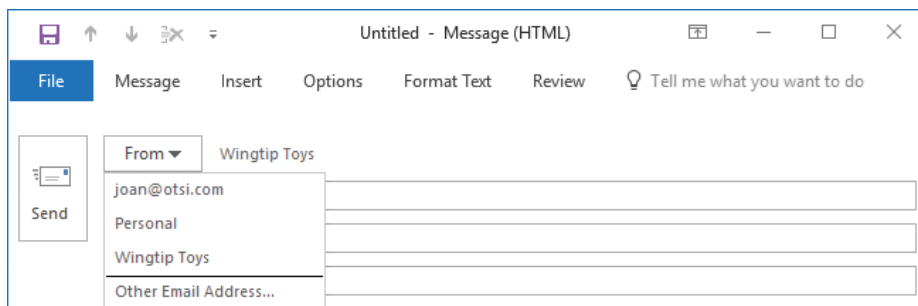 Untitled - Message (HTML)
File Message Insert Options Format Text Review Tell me what you want to do
From Wingtip Toys
joan@otsi.com
Send
Personal
Wingtip Toys
Other Email Address...